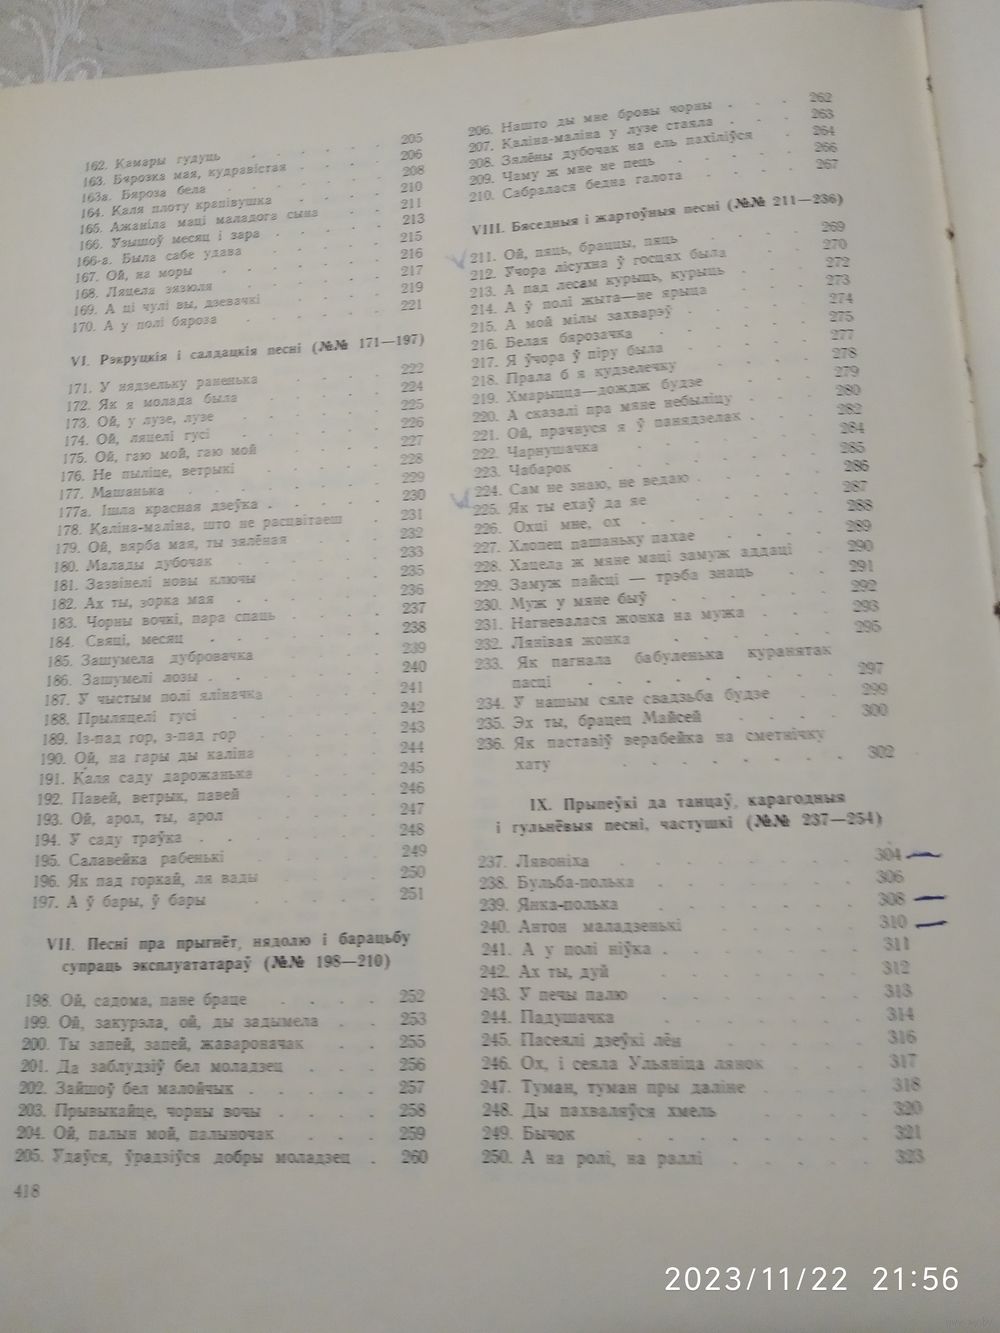 162. Камары гудуць . . . . . . 205
163. Бярозка мая, кудравістая . . . . 206
163а. Бяроза бела . . . . . . 208
164. Каля плоту крапівушка . . . . 210
165. Ажаніла маці маладога сына . . . 211
166. Узышоў месяц і зара . . . . . 213
166-а. Была сабе удава . . . . . 215
167. Ой, на моры . . . . . . 216
168. Ляцела зязюля . . . . . . 217
169. А ці чулі вы, дзевачкі . . . . 219
170. А у полі бяроза . . . . . . 221
VI. Рэкруцкія і салдацкія песні (№№ 171—197)
171. У нядзельку раненька . . . . 222
172. Як я молада была . . . . . 224
173. Ой, у лузе, лузе . . . . . 225
174. Ой, ляцелі гусі . . . . . 226
175. Ой, гаю мой, гаю мой . . . . 227
176. Не пыліце, ветрыкі . . . . . 228
177. Машанька . . . . . . . 229
177а. Ішла красная дзеўка . . . . . 230
178. Каліна-маліна, што не расцвітаеш . . 231
179. Ой, вярба мая, ты зялёная . . . . 232
180. Малады дубочак . . . . . . 233
181. Зазвінелі новы ключы . . . . 235
182. Ах ты, зорка мая . . . . . 236
183. Чорны вочкі, пара спаць . . . . 237
184. Свяці, месяц . . . . . . 238
185. Зашумела дубровачка . . . . 239
186. Зашумелі лозы . . . . . . 240
187. У чыстым полі яліначка . . . . 241
188. Прыляцелі гусі . . . . . . 242
189. Із-пад гор, з-пад гор . . . . . 243
190. Ой, на гары ды каліна . . . . 244
191. Каля саду дарожанька . . . . 245
192. Павей, ветрык, павей . . . . 246
193. Ой, арол, ты, арол . . . . . 247
194. У саду траўка . . . . . . 248
195. Салавейка рабенькі . . . . . 249
196. Як пад горкай, ля вады . . . . 250
197. А ў бары, ў бары . . . . . 251
VII. Песні пра прыгнёт, нядолю і барацьбу
супраць эксплуататараў (№№ 198—210)
198. Ой, садома, пане браце . . . . 252
199. Ой, закурэла, ой, ды задымела . . 253
200. Ты запей, запей, жавароначак . . . 255
201. Да заблудзіў бел моладзец . . . . 256
202. Зайшоў бел малойчык . . . . . 257
203. Прывыкайце, чорны вочы . . . . 258
204. Ой, палын мой, палыночак . . . 259
205. Удаўся, ўрадзіўся добры моладзец . 260
418
206. Нашто ды мне бровы чорны . . . 262
207. Каліна-маліна у лузе стаяла . . . 263
208. Зялёны дубочак на ель пахіліўся . 264
209. Чаму ж мне не пець . . . . 266
210. Сабралася бедна галота . . . . 267
VIII. Бяседныя і жартоўныя песні (№№ 211—236)
211. Ой, пяць, браццы, пяць . . . . 269
212. Учора лісухна ў госцях была . . . 270
213. А пад лесам курыць, курыць . . . 272
214. А ў полі жыта—не ярыца . . . . 273
215. А мой мілы захварэў . . . . . 274
216. Белая бярозачка . . . . . 275
217. Я ўчора ў піру была . . . . . 277
218. Прала б я кудзелечку . . . . 278
219. Хмарыцца—дождж будзе . . . . 279
220. А сказалі пра мяне небыліцу . . . 280
221. Ой, прачнуся я ў панядзелак . . . 282
222. Чарнушачка . . . . . . 284
223. Чабарок . . . . . . . 285
224. Сам не знаю, не ведаю . . . . 286
225. Як ты ехаў да яе . . . . . 287
226. Охці мне, ох . . . . . . 288
227. Хлопец пашаньку пахае . . . . 289
228. Хацела ж мяне маці замуж аддаці . 290
229. Замуж пайсці — трэба знаць . . . 291
230. Муж у мяне быў . . . . . 292
231. Нагневалася жонка на мужа . . . 293
232. Лянівая жонка . . . . . . 295
233. Як пагнала бабуленька куранятак
пасці . . . . . . . 297
234. У нашым сяле свадзьба будзе . . 299
235. Эх ты, брацец Майсей . . . . 300
236. Як паставіў верабейка на сметнічку
хату . . . . . . . 302
IX. Прыпеўкі да танцаў, карагодныя
і гульнёвыя песні, частушкі (№№ 237—254)
237. Лявоніха . . . . . . . 304
238. Бульба-полька . . . . . . 306
239. Янка-полька . . . . . . 308
240. Антон маладзенькі . . . . . 310
241. А у полі ніўка . . . . . . 311
242. Ах ты, дуй . . . . . . 312
243. У печы палю . . . . . . 313
244. Падушачка . . . . . . 314
245. Пасеялі дзеўкі лён . . . . . 316
246. Ох, і сеяла Ульяніца лянок . . . 317
247. Туман, туман пры даліне . . . . 318
248. Ды пахваляўся хмель . . . . 320
249. Бычок . . . . . . . 321
250. А на ролі, на раллі . . . . . 323
2023/11/22 21:56